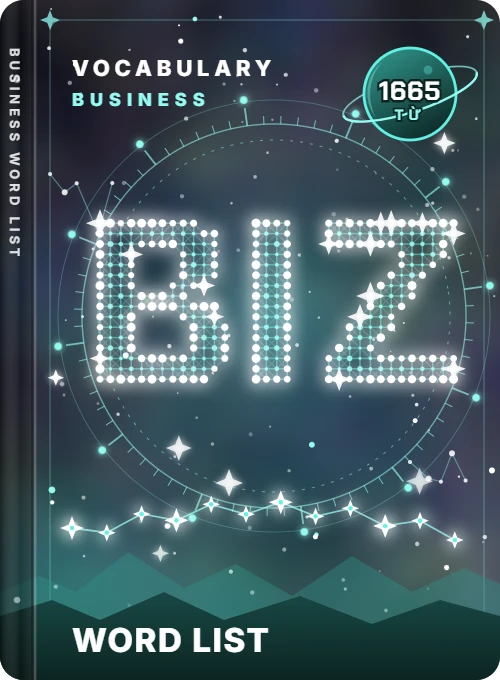 BUSINESS WORD LIST
VOCABULARY
BUSINESS
1665
TỪ
BIZ
WORD LIST